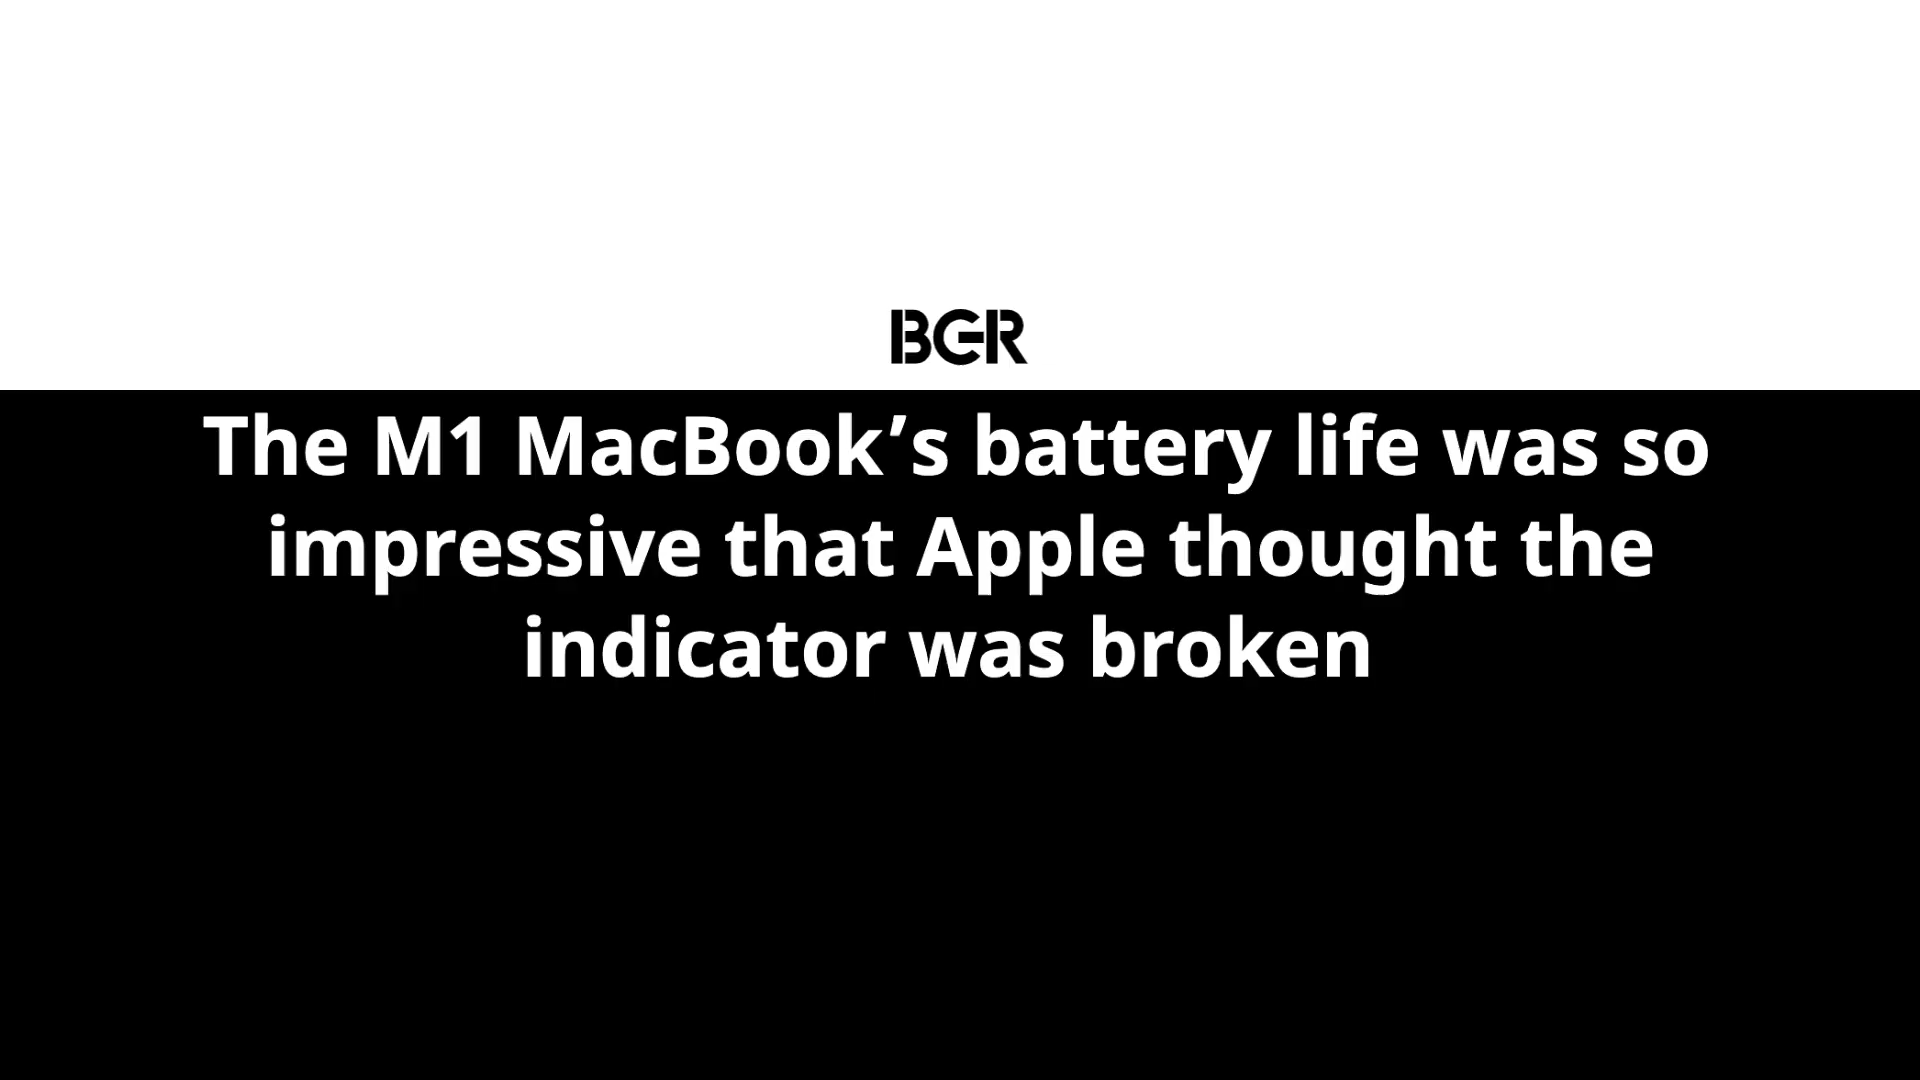 BGR
The M1 MacBook’s battery life was so
impressive that Apple thought the
indicator was broken